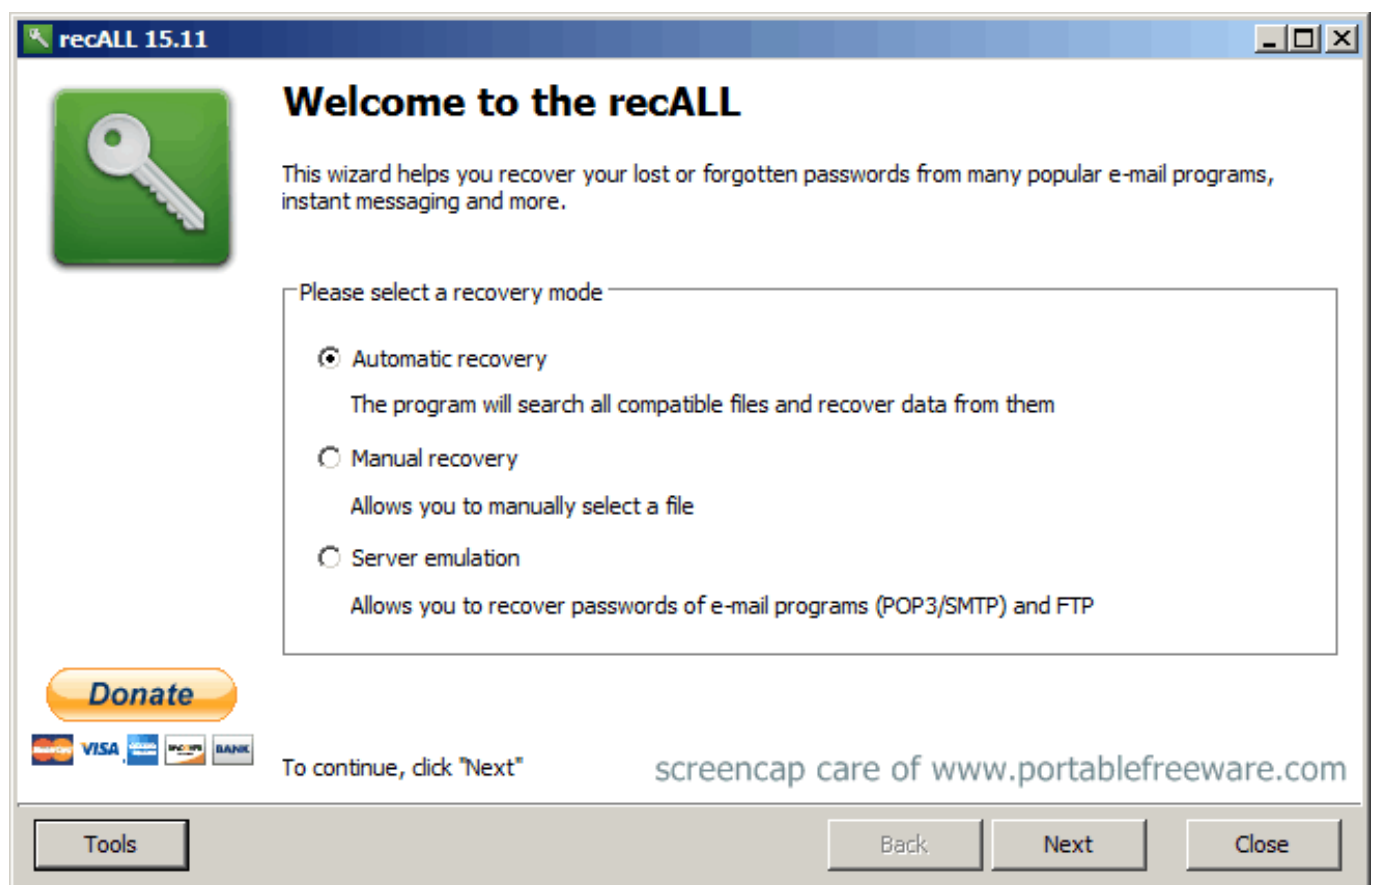 recALL 15.11
Welcome to the recALL
This wizard helps you recover your lost or forgotten passwords from many popular e-mail programs,
instant messaging and more.
Please select a recovery mode
Automatic recovery
The program will search all compatible files and recover data from them
Manual recovery
Allows you to manually select a file
Server emulation
Allows you to recover passwords of e-mail programs (POP3/SMTP) and FTP
Donate
VISA BANK
To continue, click "Next"
screencap care of www.portablefreeware.com
Tools Back Next Close